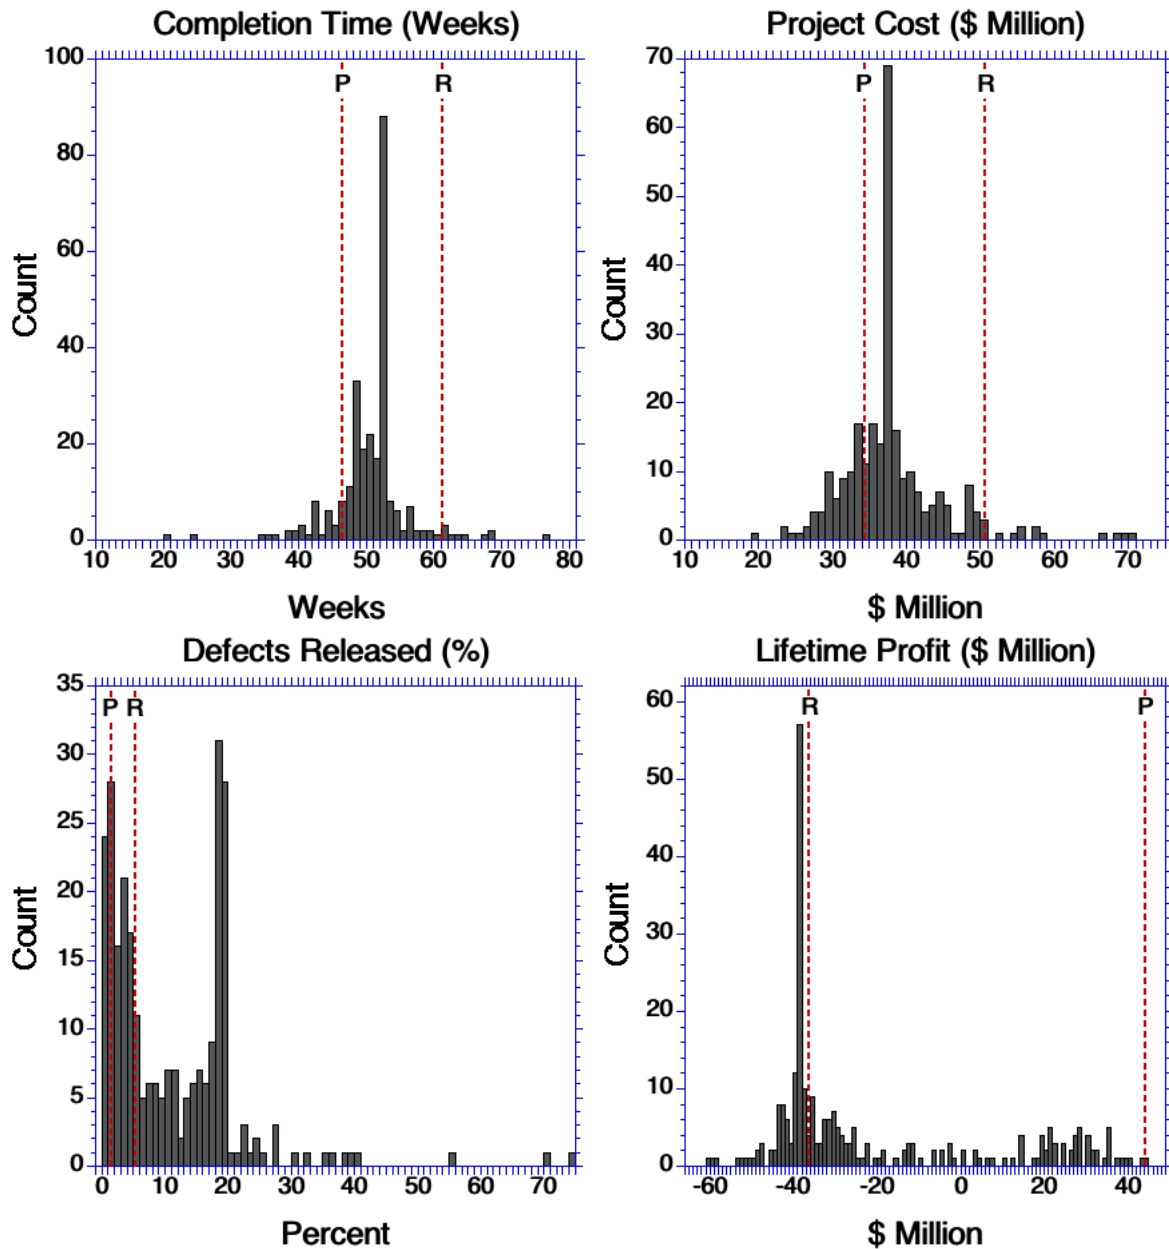 Completion Time (Weeks)
100
80
60
40
20
0
Count
P
R
10 20 30 40 50 60 70 80
Weeks
Project Cost ($ Million)
70
60
50
40
30
20
10
0
Count
P
R
10 20 30 40 50 60 70
$ Million
Defects Released (%)
35
30
25
20
15
10
5
0
Count
P R
0 10 20 30 40 50 60 70
Percent
Lifetime Profit ($ Million)
60
50
40
30
20
10
0
Count
R
P
-60 -40 -20 0 20 40
$ Million